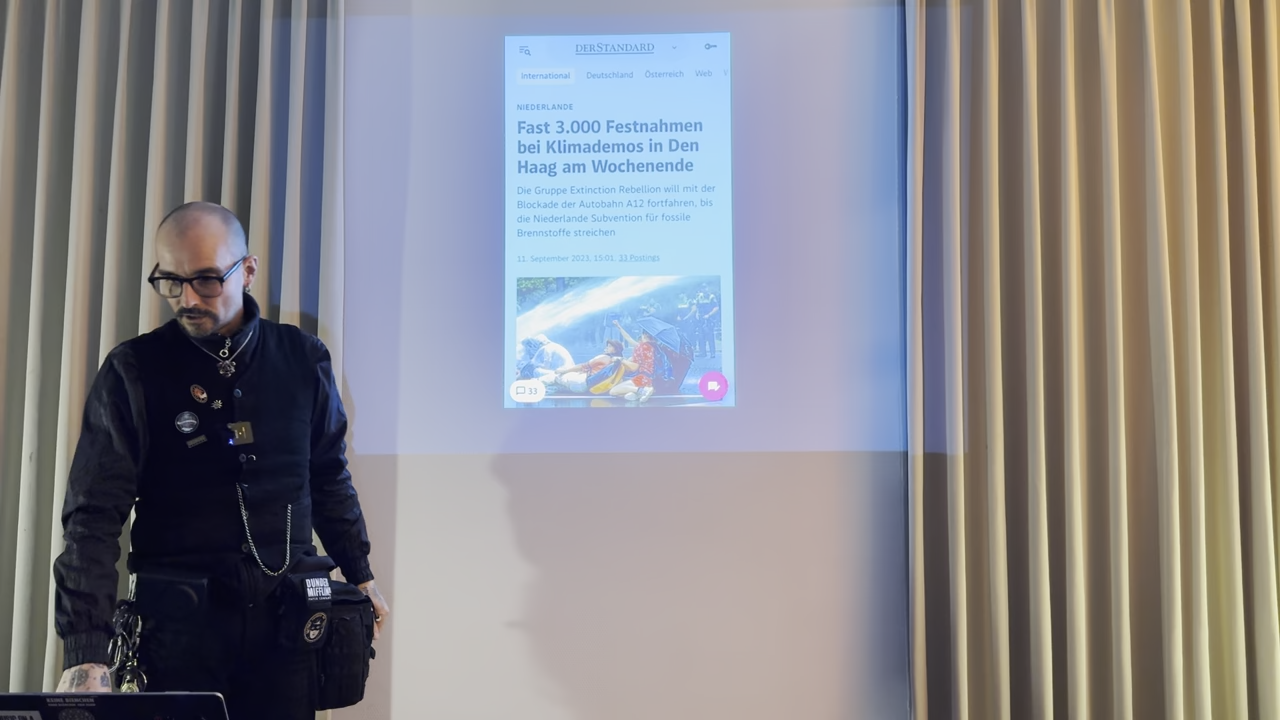 DERSTANDARD
International Deutschland Österreich Web
NIEDERLANDE
Fast 3.000 Festnahmen
bei Klimademos in Den
Haag am Wochenende
Die Gruppe Extinction Rebellion will mit der
Blockade der Autobahn A12 fortfahren, bis
die Niederlande Subvention für fossile
Brennstoffe streichen
11. September 2023, 15:01, 33 Postings
33
DUNDER
MIFFLIN